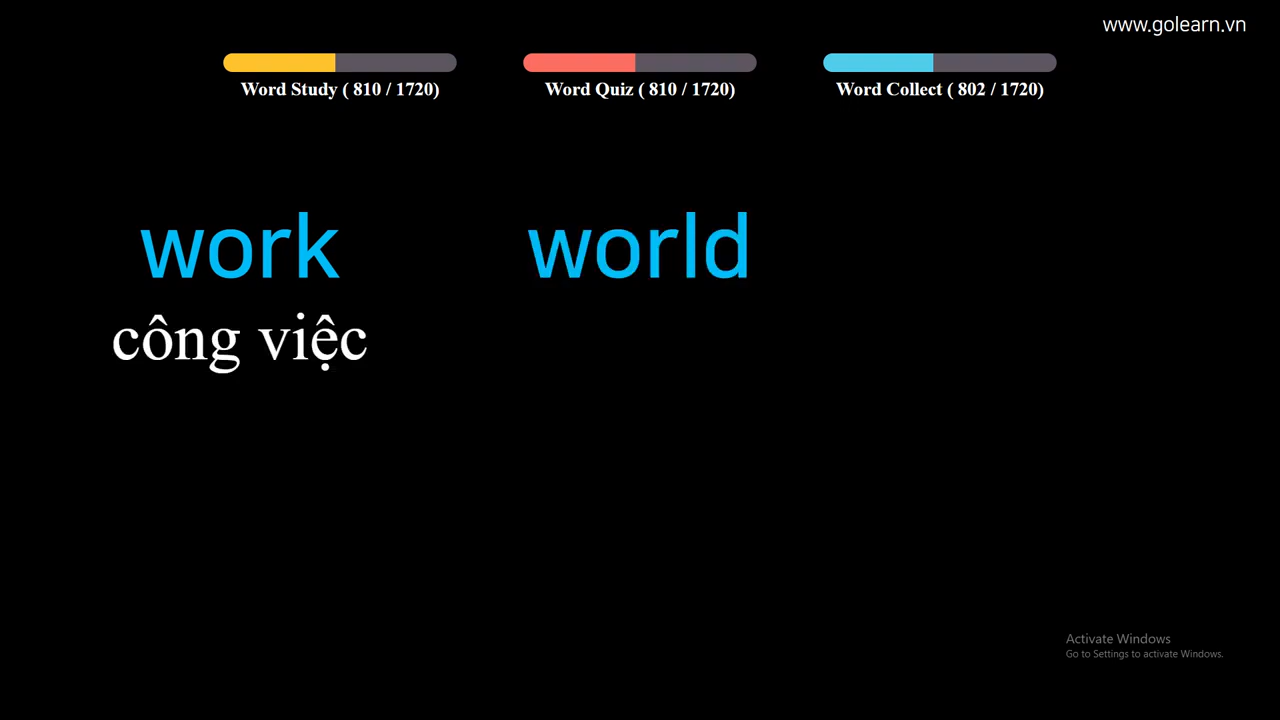 www.golearn.vn
Word Study ( 810 / 1720)
Word Quiz ( 810 / 1720)
Word Collect ( 802 / 1720)
work
world
công việc
Activate Windows
Go to Settings to activate Windows.